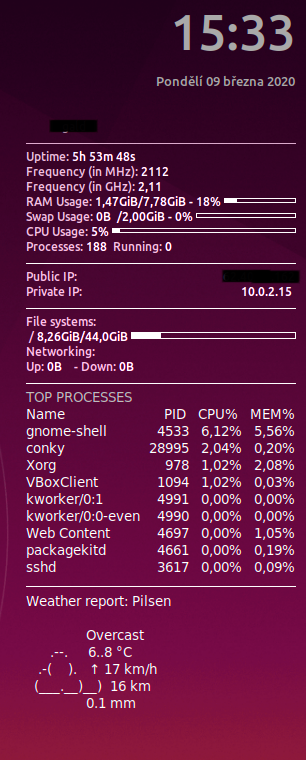 15:33
Pondělí 09 března 2020
Uptime: 5h 53m 48s
Frequency (in MHz): 2112
Frequency (in GHz): 2,11
RAM Usage: 1,47GiB/7,78GiB - 18%
Swap Usage: 0B /2,00GiB - 0%
CPU Usage: 5%
Processes: 188 Running: 0
Public IP:
Private IP: 10.0.2.15
File systems:
/ 8,26GiB/44,0GiB
Networking:
Up: 0B - Down: 0B
TOP PROCESSES
Name PID CPU% MEM%
gnome-shell 4533 6,12% 5,56%
conky 28995 2,04% 0,20%
Xorg 978 1,02% 2,08%
VBoxClient 1094 1,02% 0,03%
kworker/0:1 4991 0,00% 0,00%
kworker/0:0-even 4990 0,00% 0,00%
Web Content 4697 0,00% 1,05%
packagekitd 4661 0,00% 0,19%
sshd 3617 0,00% 0,09%
Weather report: Pilsen
Overcast
.--. 6..8 °C
.-( ). ↑ 17 km/h
(___.__)__) 16 km
0.1 mm